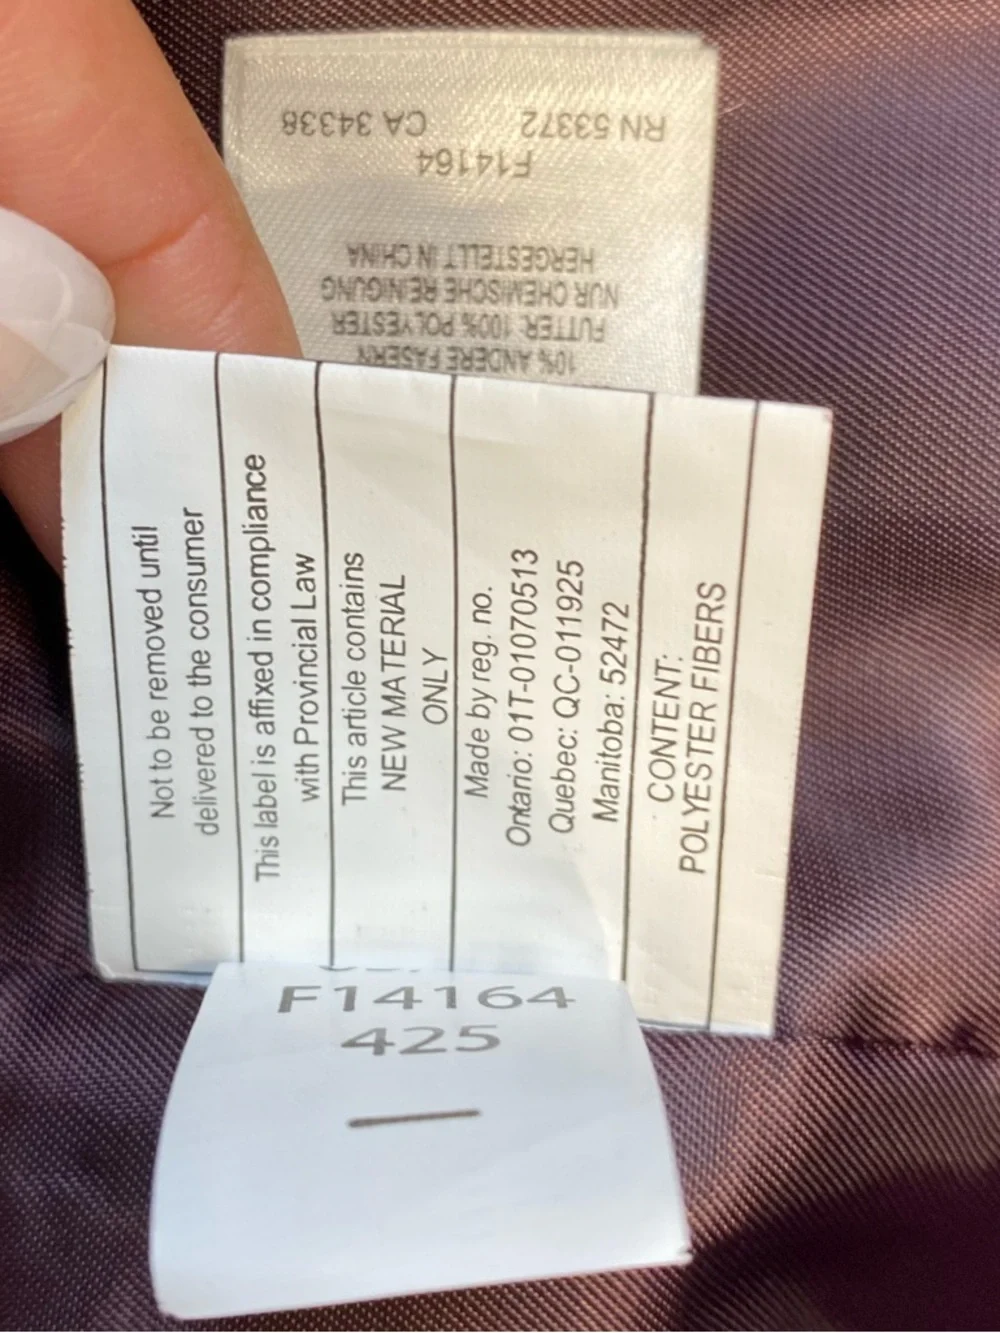 Not to be removed until
delivered to the consumer
This label is affixed in compliance
with Provincial Law
This article contains
NEW MATERIAL
ONLY
Made by reg. no.
Ontario: 01T-01070513
Quebec: QC-011925
Manitoba: 52472
CONTENT:
POLYESTER FIBERS
F14164
425
10% ANDERE FASERN
FUTTER: 100% POLYESTER
NUR CHEMISCHE REINIGUNG
HERGESTELLT IN CHINA
F14164
RN 53372 CA 34338